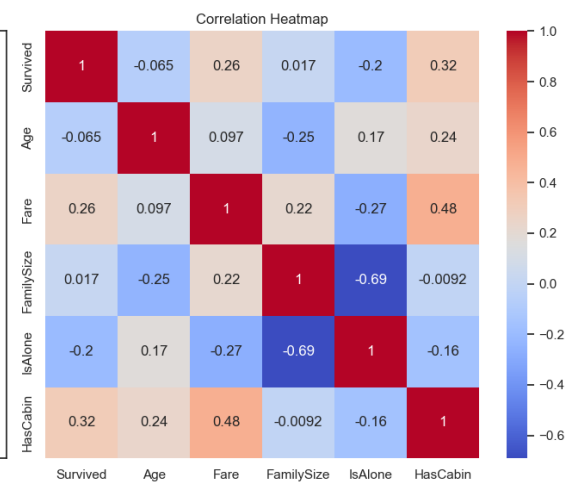 Correlation Heatmap
Survived 1 -0.065 0.26 0.017 -0.2 0.32
Age -0.065 1 0.097 -0.25 0.17 0.24
Fare 0.26 0.097 1 0.22 -0.27 0.48
FamilySize 0.017 -0.25 0.22 1 -0.69 -0.0092
IsAlone -0.2 0.17 -0.27 -0.69 1 -0.16
HasCabin 0.32 0.24 0.48 -0.0092 -0.16 1
Survived Age Fare FamilySize IsAlone HasCabin
1.0
0.8
0.6
0.4
0.2
0.0
-0.2
-0.4
-0.6